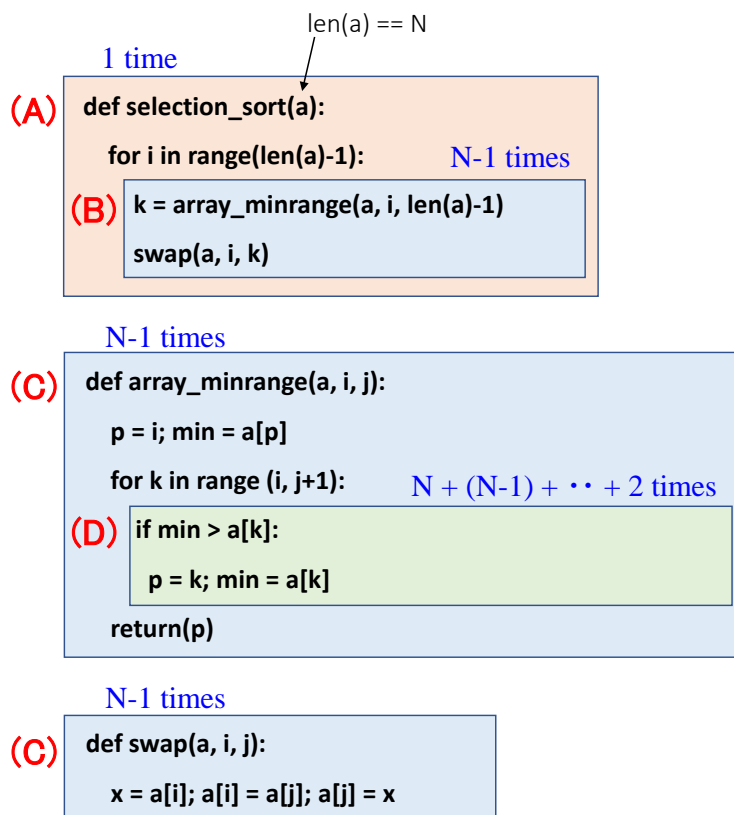 len(a) == N
1 time
(A)
def selection_sort(a):
for i in range(len(a)-1):
N-1 times
(B)
k = array_minrange(a, i, len(a)-1)
swap(a, i, k)
N-1 times
(C)
def array_minrange(a, i, j):
p = i; min = a[p]
for k in range (i, j+1):
N + (N-1) + ・・ + 2 times
(D)
if min > a[k]:
p = k; min = a[k]
return(p)
N-1 times
(C)
def swap(a, i, j):
x = a[i]; a[i] = a[j]; a[j] = x